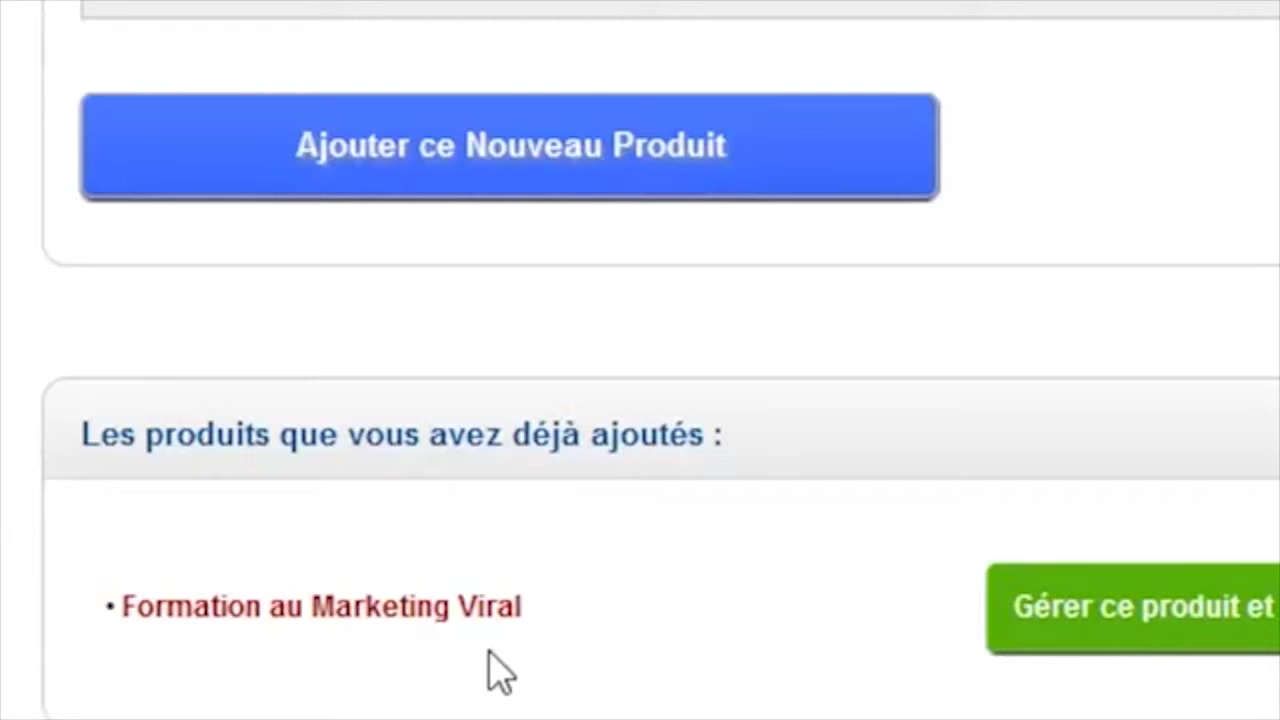 Ajouter ce Nouveau Produit
Les produits que vous avez déjà ajoutés :
• Formation au Marketing Viral
Gérer ce produit et